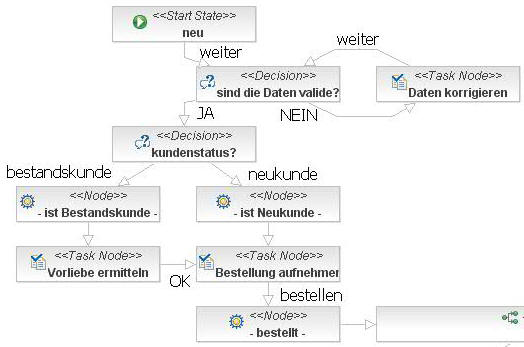 <<Start State>>
neu
weiter
weiter
<<Decision>>
sind die Daten valide?
<<Task Node>>
Daten korrigieren
JA
NEIN
<<Decision>>
kundenstatus?
bestandskunde
neukunde
<<Node>>
- ist Bestandskunde -
<<Node>>
- ist Neukunde -
<<Task Node>>
Vorliebe ermitteln
OK
<<Task Node>>
Bestellung aufnehmen
bestellen
<<Node>>
- bestellt -